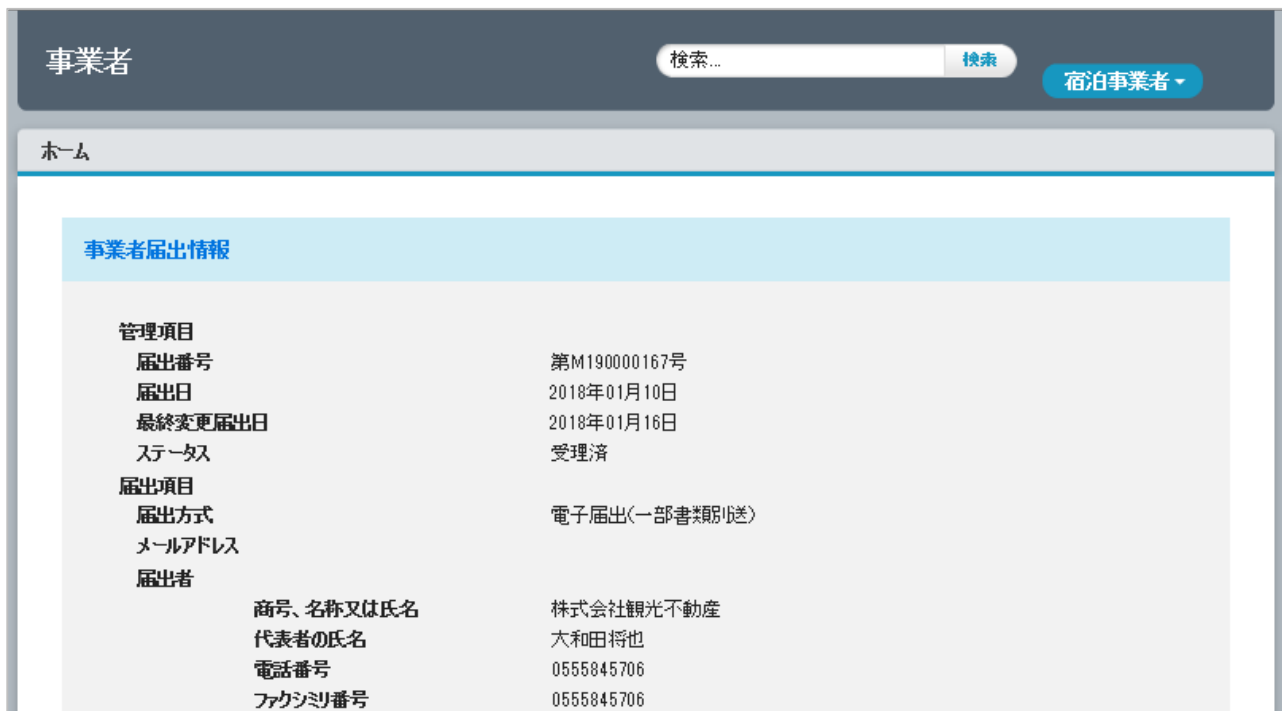 事業者
検索...
検索
宿泊事業者
ホーム
事業者届出情報
管理項目
届出番号 第M190000167号
届出日 2018年01月10日
最終変更届出日 2018年01月16日
ステータス 受理済
届出項目
届出方式 電子届出(一部書類別送)
メールアドレス
届出者
商号、名称又は氏名 株式会社観光不動産
代表者の氏名 大和田将也
電話番号 0555845706
ファクシミリ番号 0555845706